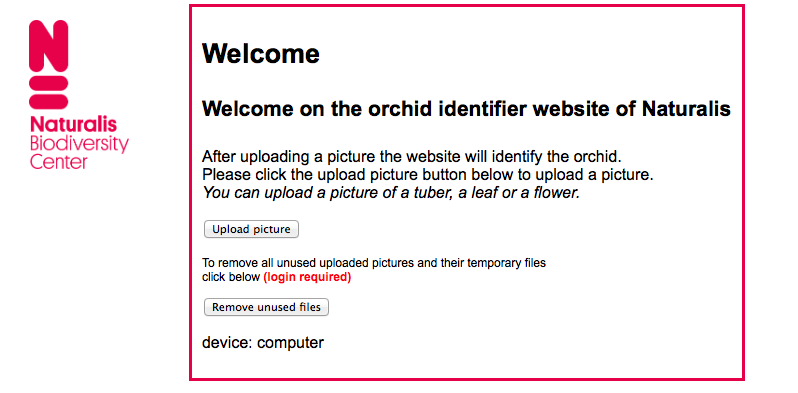 Naturalis
Biodiversity
Center
Welcome
Welcome on the orchid identifier website of Naturalis
After uploading a picture the website will identify the orchid.
Please click the upload picture button below to upload a picture.
You can upload a picture of a tuber, a leaf or a flower.
Upload picture
To remove all unused uploaded pictures and their temporary files
click below (login required)
Remove unused files
device: computer